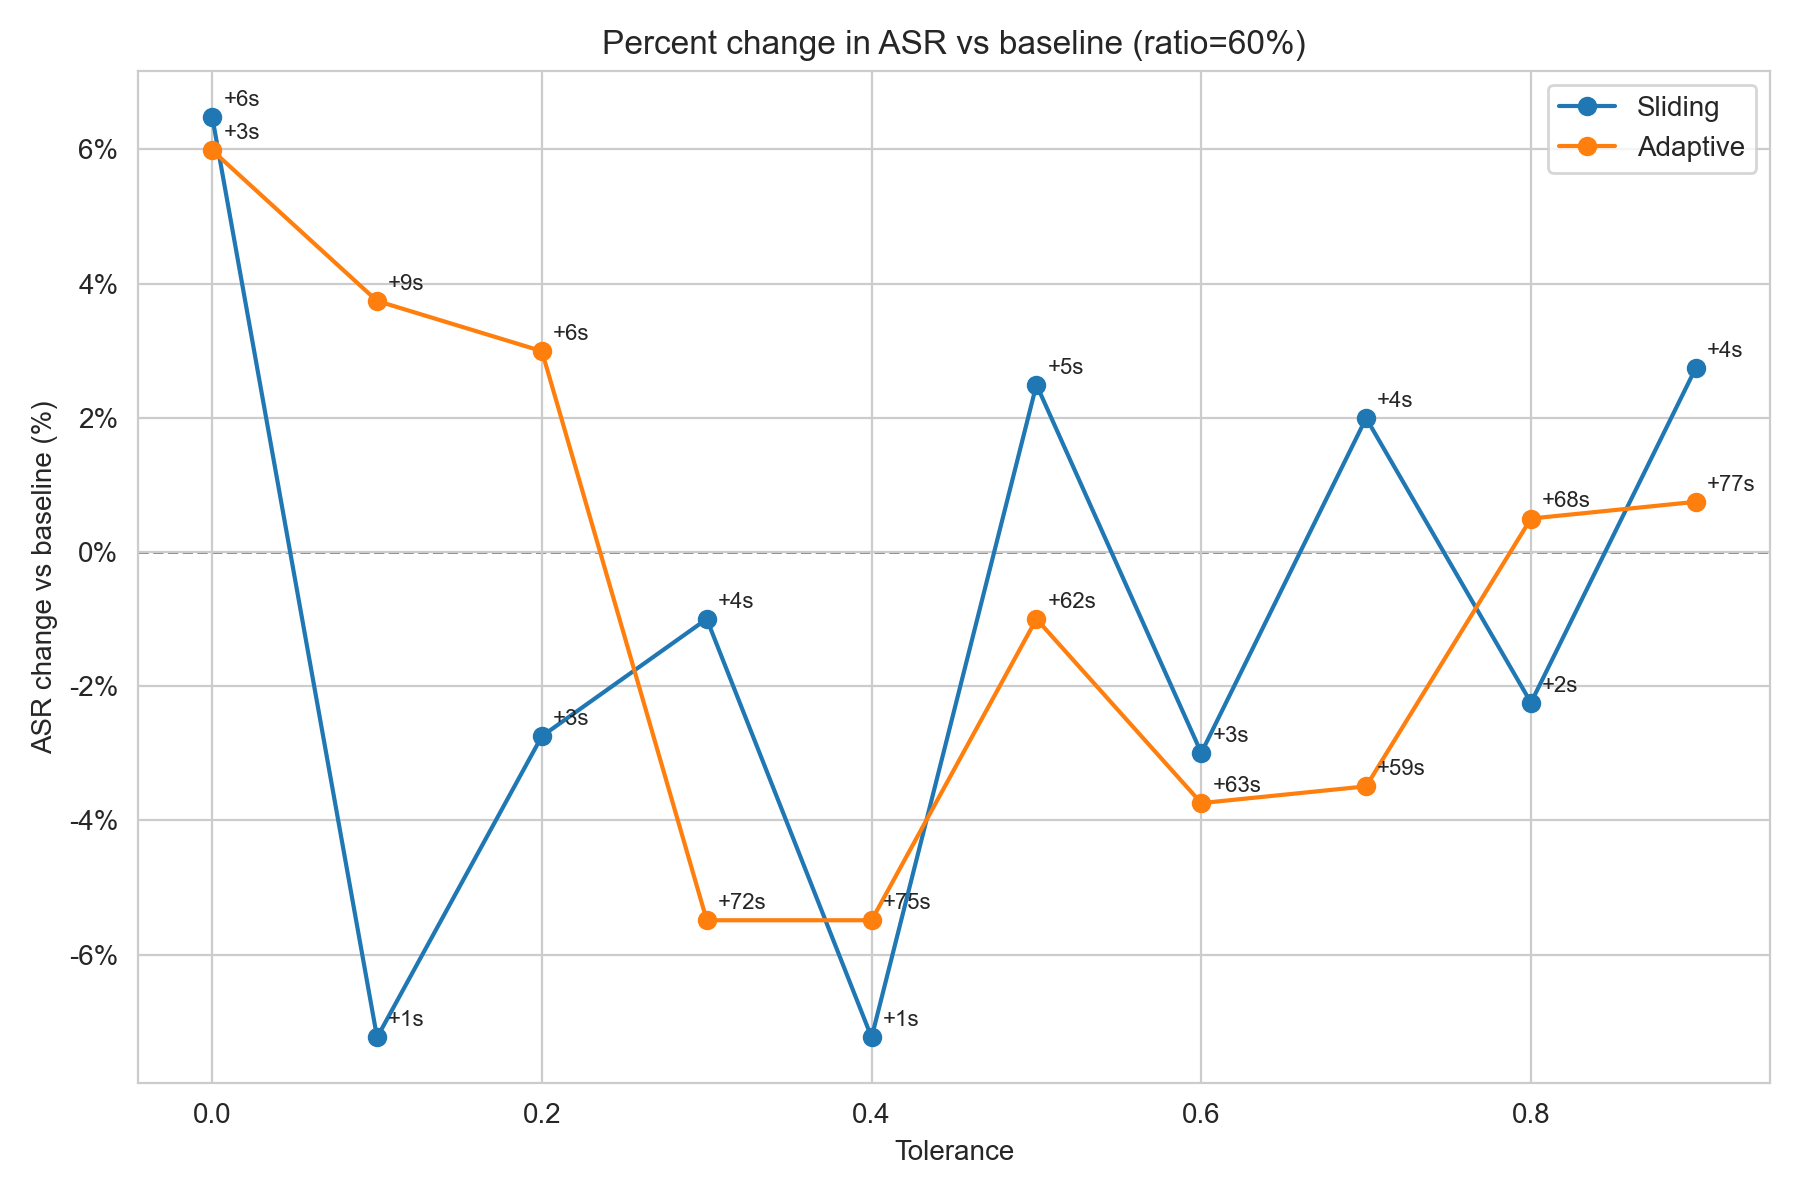 Percent change in ASR vs baseline (ratio=60%)
Sliding
Adaptive
ASR change vs baseline (%)
6%
4%
2%
0%
-2%
-4%
-6%
+6s
+3s
+9s
+6s
+4s
+5s
+4s
+77s
+68s
+4s
+62s
+2s
+3s
+3s
+4s
+59s
+63s
+72s
+75s
+1s
+1s
0.0
0.2
0.4
0.6
0.8
Tolerance